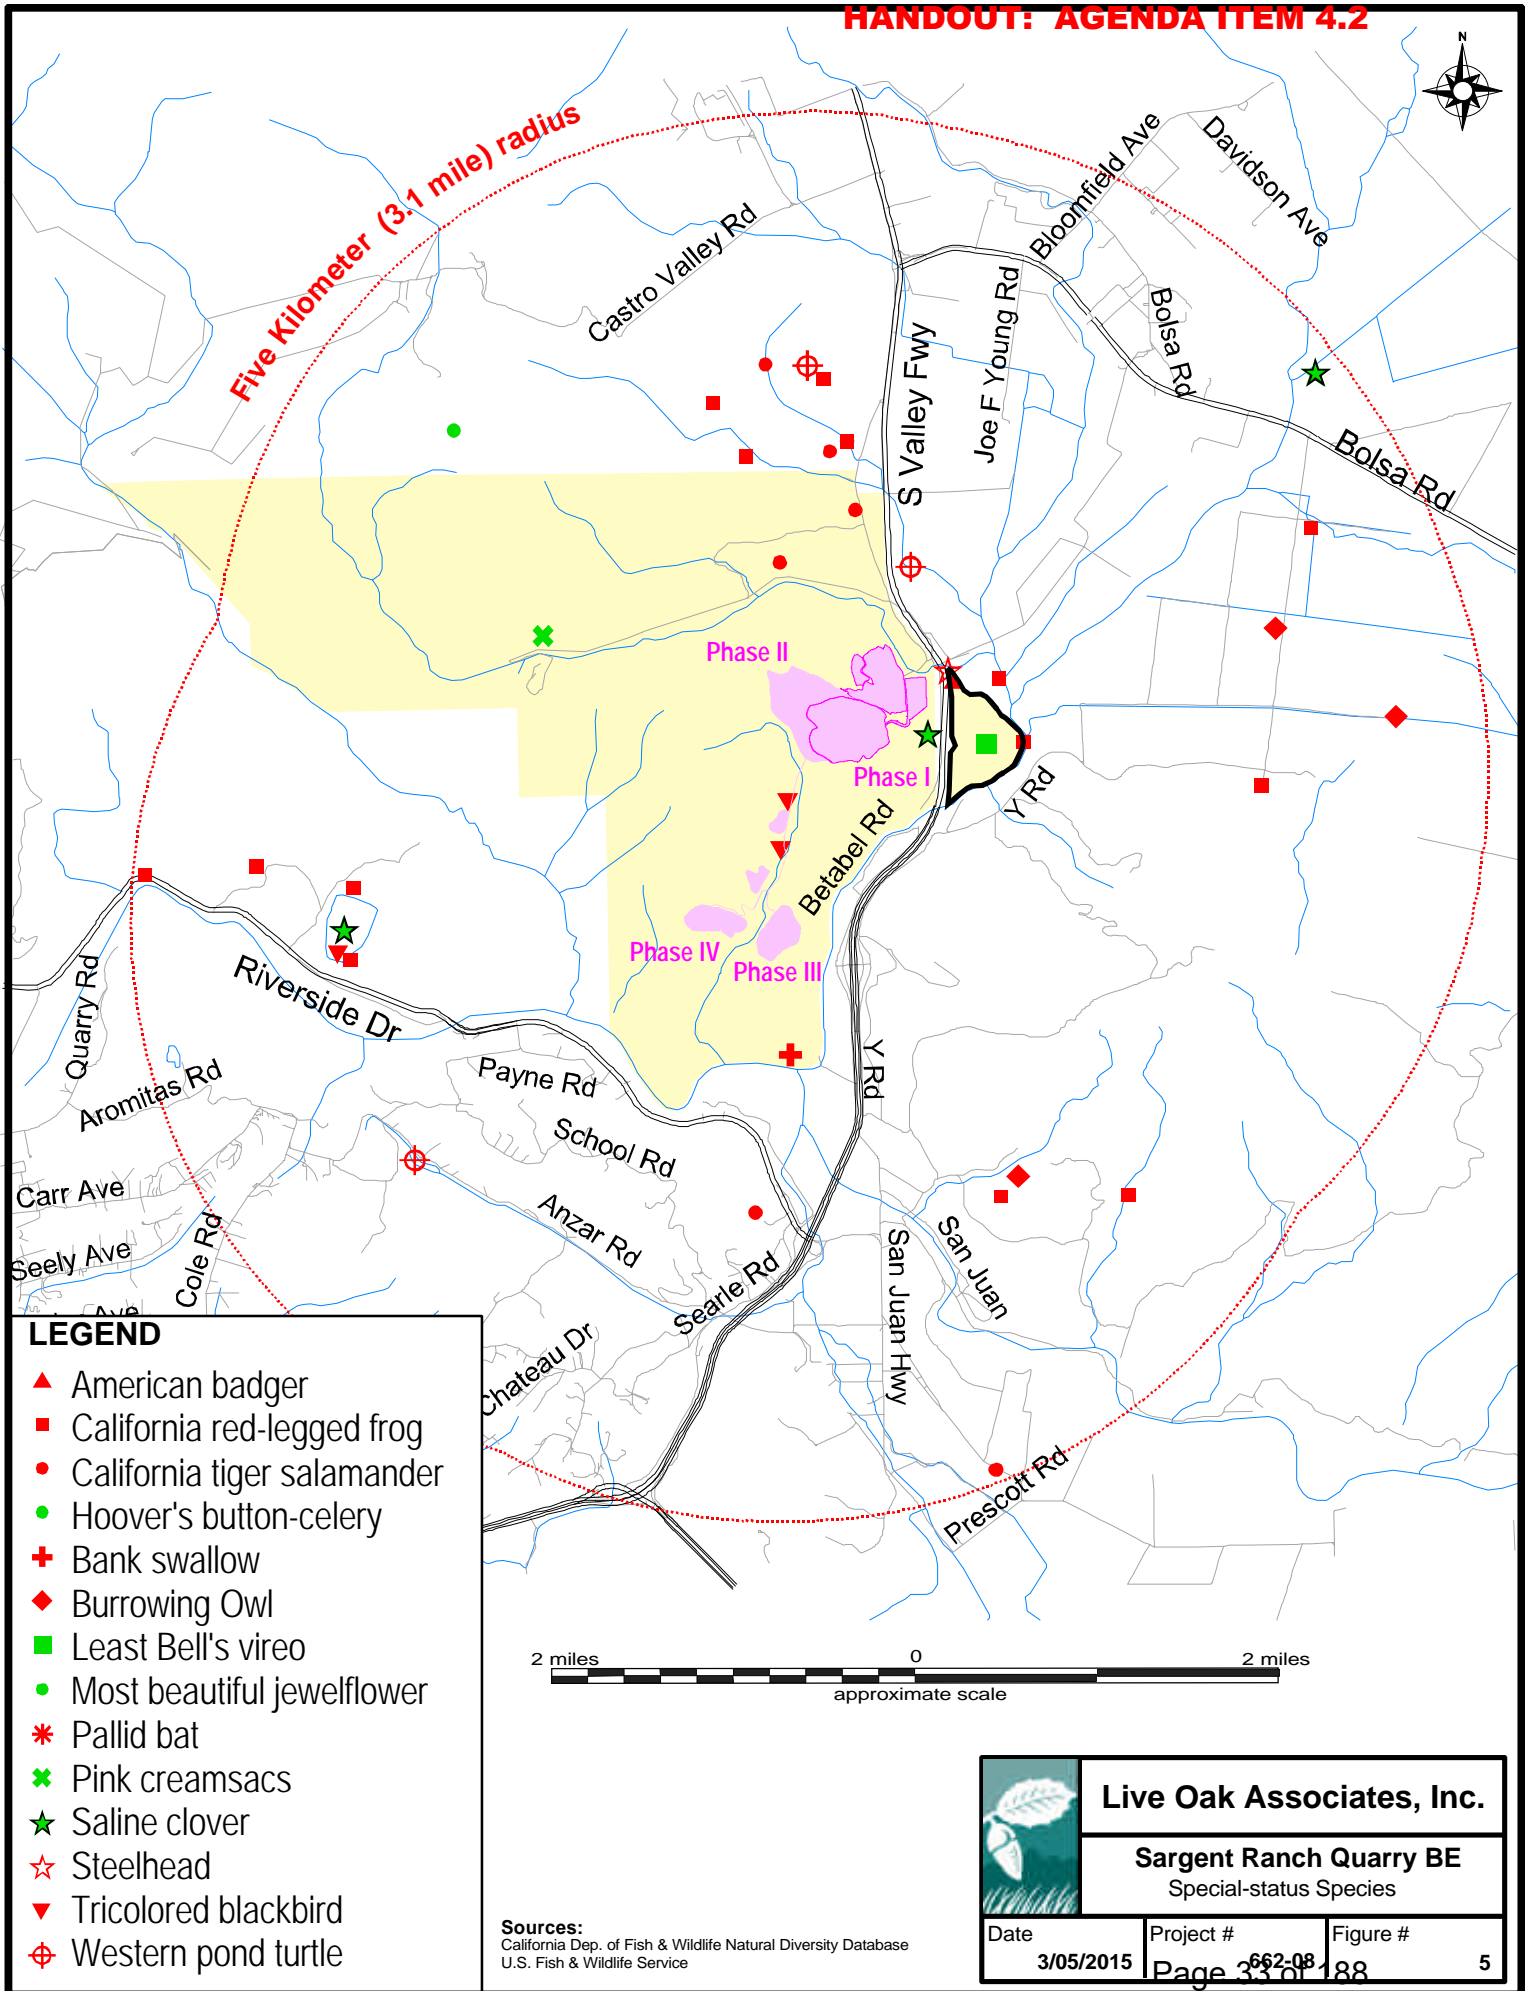 HANDOUT: AGENDA ITEM 4.2
N
Five Kilometer (3.1 mile) radius
Castro Valley Rd
Bloomfield Ave
Davidson Ave
S Valley Fwy
Joe F Young Rd
Bolsa Rd
Bolsa Rd
Phase II
Phase I
Y Rd
Betabel Rd
Phase IV
Phase III
Riverside Dr
Quarry Rd
Aromitas Rd
Payne Rd
School Rd
Y Rd
Carr Ave
Anzar Rd
Seely Ave
Cole Rd
Searle Rd
San Juan Hwy
San Juan
Ave
Chateau Dr
Prescott Rd
LEGEND
American badger
California red-legged frog
California tiger salamander
Hoover's button-celery
Bank swallow
Burrowing Owl
Least Bell's vireo
Most beautiful jewelflower
Pallid bat
Pink creamsacs
Saline clover
Steelhead
Tricolored blackbird
Western pond turtle
2 miles 0 2 miles
approximate scale
Sources:
California Dep. of Fish & Wildlife Natural Diversity Database
U.S. Fish & Wildlife Service
Live Oak Associates, Inc.
Sargent Ranch Quarry BE
Special-status Species
Date Project # Figure #
3/05/2015 662-08 5
Page 33 of 188